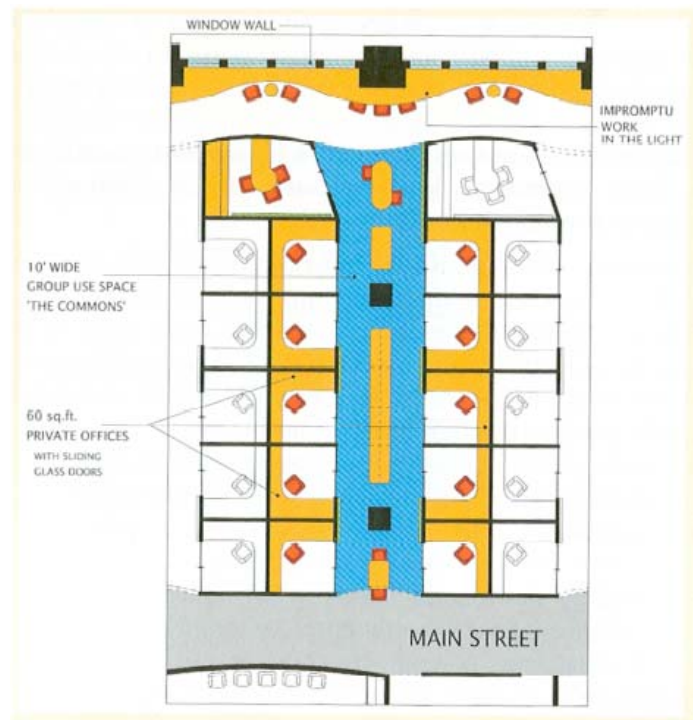 WINDOW WALL
IMPROMPTU
WORK
IN THE LIGHT
10' WIDE
GROUP USE SPACE
'THE COMMONS'
60 sq.ft.
PRIVATE OFFICES
WITH SLIDING
GLASS DOORS
MAIN STREET